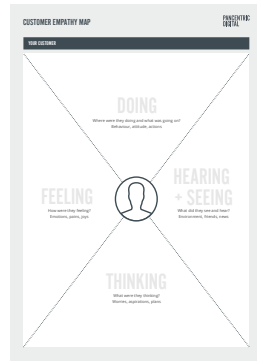 CUSTOMER EMPATHY MAP
PANCENTRIC
DIGITAL
YOUR CUSTOMER
DOING
Where were they doing and what was going on?
Behaviour, attitude, actions
HEARING
+ SEEING
What did they see and hear?
Environment, friends, news
FEELING
How were they feeling?
Emotions, pains, joys
THINKING
What were they thinking?
Worries, aspirations, plans